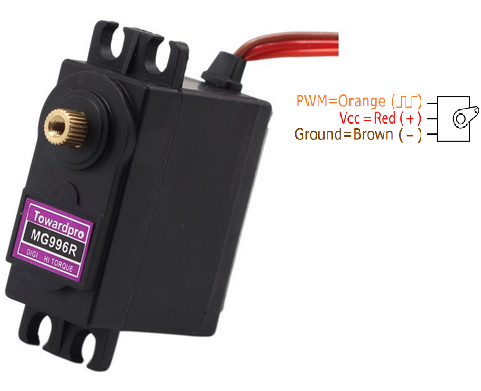 PWM=Orange (⎍⎍)
Vcc=Red (+)
Ground=Brown (−)
Towardpro
MG996R
DIGI HI TORQUE